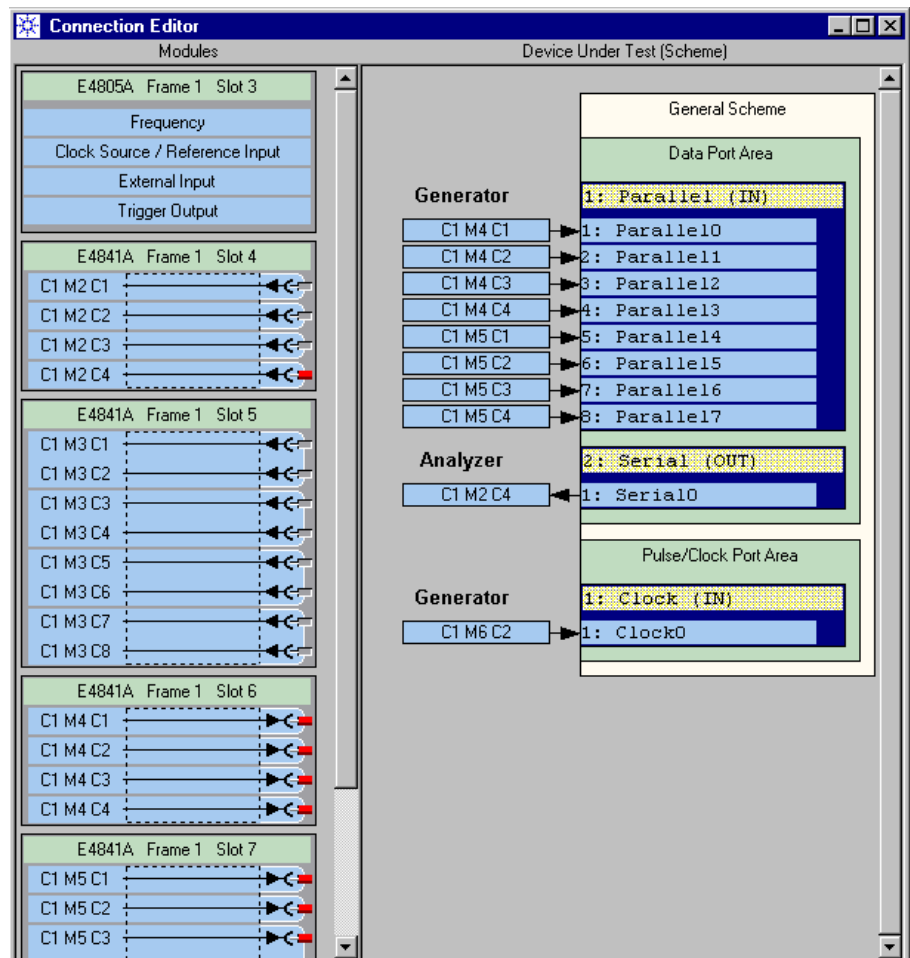 Connection Editor
Modules
Device Under Test (Scheme)
E4805A Frame 1 Slot 3
Frequency
Clock Source / Reference Input
External Input
Trigger Output
E4841A Frame 1 Slot 4
C1 M2 C1
C1 M2 C2
C1 M2 C3
C1 M2 C4
E4841A Frame 1 Slot 5
C1 M3 C1
C1 M3 C2
C1 M3 C3
C1 M3 C4
C1 M3 C5
C1 M3 C6
C1 M3 C7
C1 M3 C8
E4841A Frame 1 Slot 6
C1 M4 C1
C1 M4 C2
C1 M4 C3
C1 M4 C4
E4841A Frame 1 Slot 7
C1 M5 C1
C1 M5 C2
C1 M5 C3
General Scheme
Data Port Area
Generator
1: Parallel (IN)
C1 M4 C1 1: Parallel0
C1 M4 C2 2: Parallel1
C1 M4 C3 3: Parallel2
C1 M4 C4 4: Parallel3
C1 M5 C1 5: Parallel4
C1 M5 C2 6: Parallel5
C1 M5 C3 7: Parallel6
C1 M5 C4 8: Parallel7
Analyzer
2: Serial (OUT)
C1 M2 C4 1: Serial0
Pulse/Clock Port Area
Generator
1: Clock (IN)
C1 M6 C2 1: Clock0